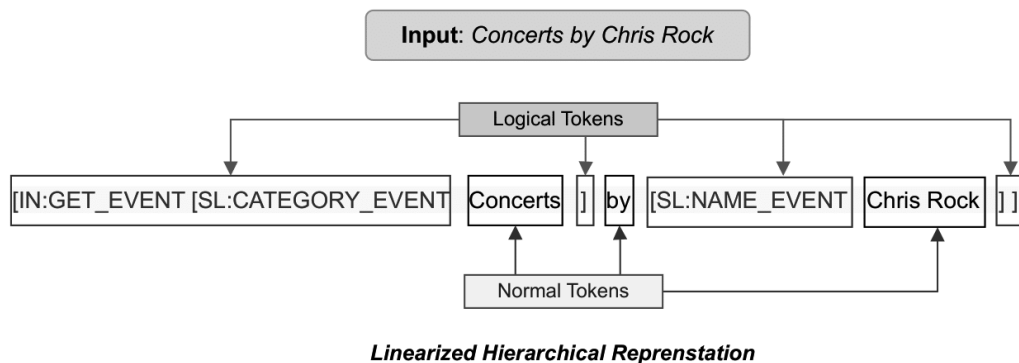 Input: Concerts by Chris Rock
Logical Tokens
[IN:GET_EVENT [SL:CATEGORY_EVENT Concerts ] by [SL:NAME_EVENT Chris Rock ] ]
Normal Tokens
Linearized Hierarchical Reprenstation